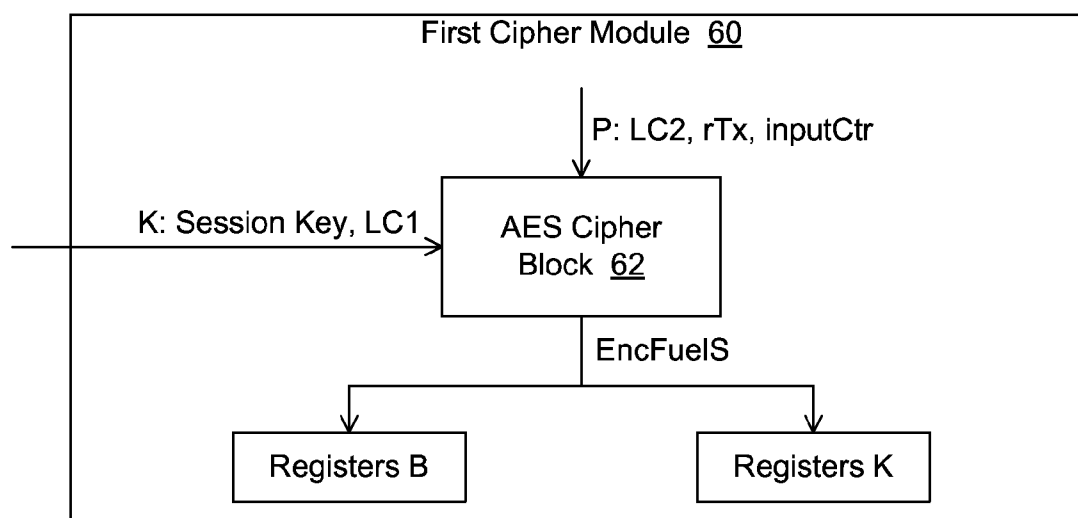 First Cipher Module 60
P: LC2, rTx, inputCtr
K: Session Key, LC1
AES Cipher
Block 62
EncFuelS
Registers B
Registers K